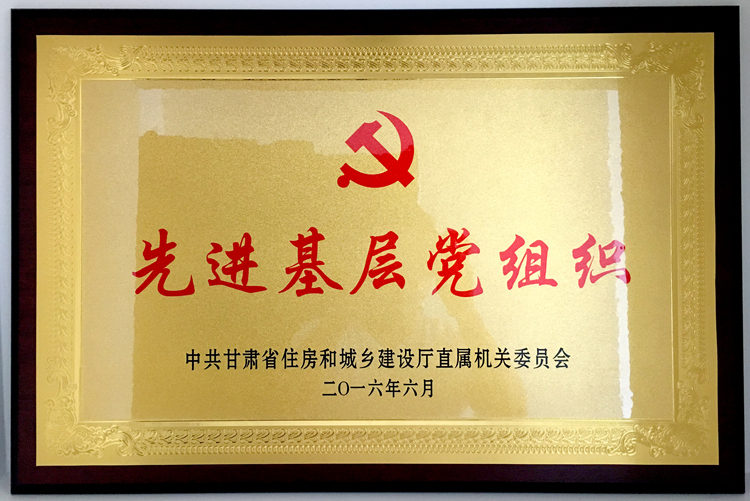 先进基层党组织
中共甘肃省住房和城乡建设厅直属机关委员会
二〇一六年六月